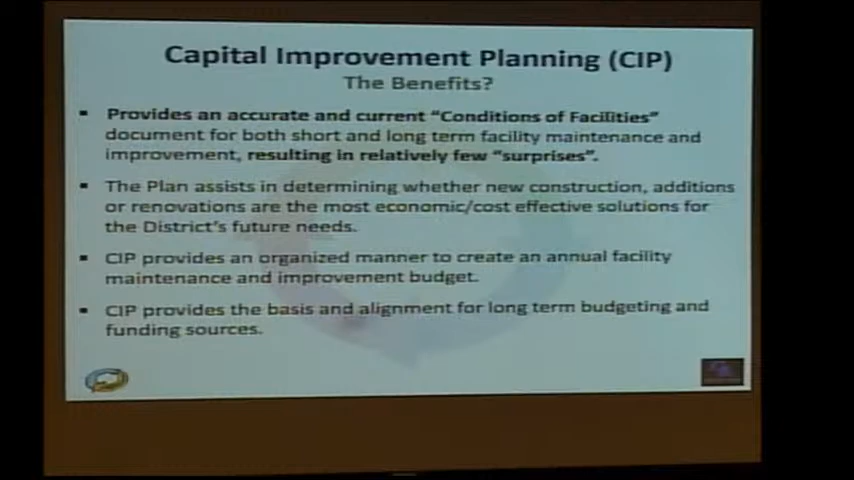 Capital Improvement Planning (CIP)
The Benefits?
▪ Provides an accurate and current “Conditions of Facilities”
document for both short and long term facility maintenance and
improvement, resulting in relatively few “surprises”.
▪ The Plan assists in determining whether new construction, additions
or renovations are the most economic/cost effective solutions for
the District’s future needs.
▪ CIP provides an organized manner to create an annual facility
maintenance and improvement budget.
▪ CIP provides the basis and alignment for long term budgeting and
funding sources.